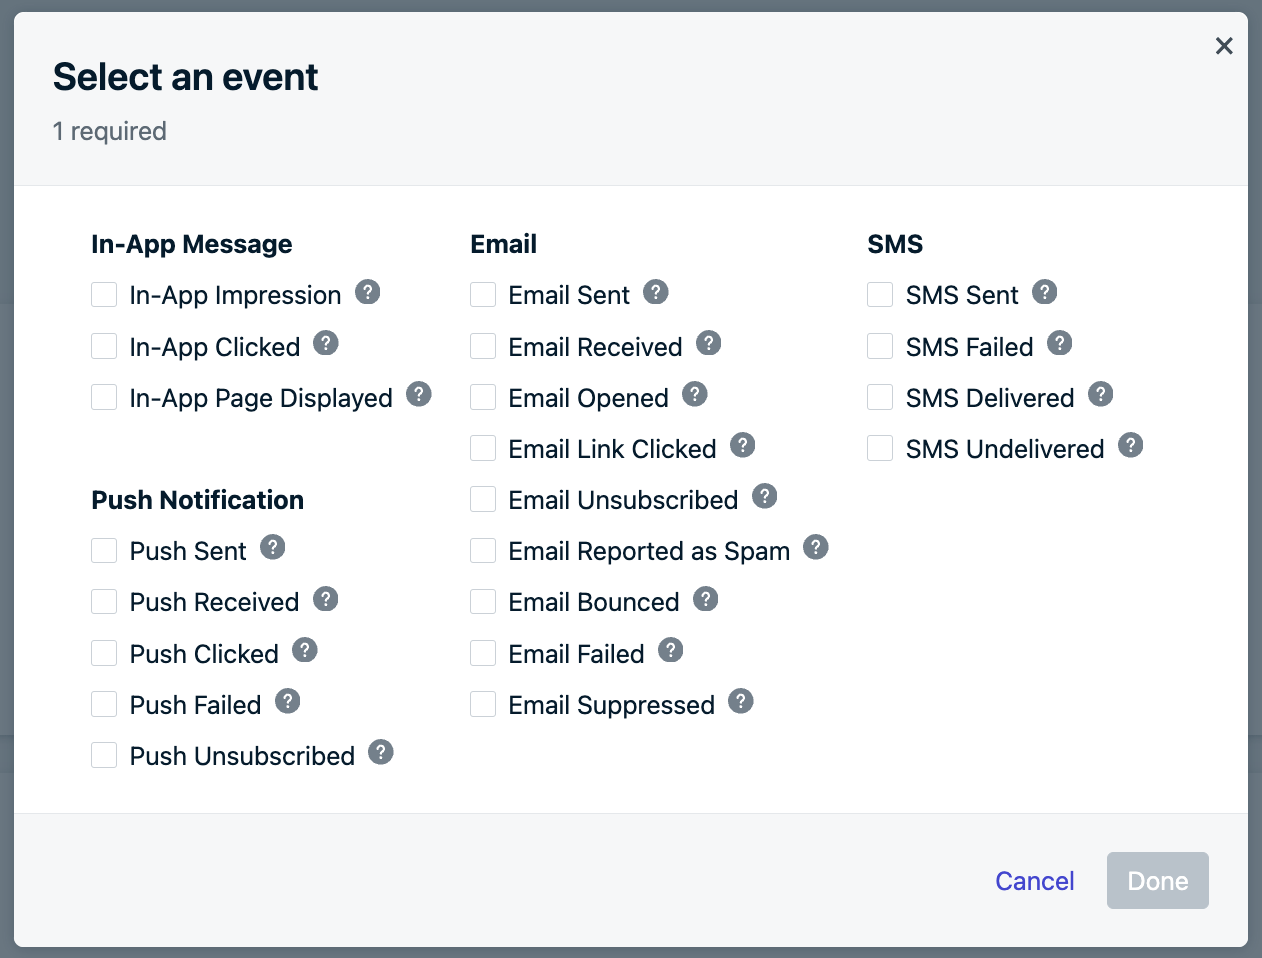 Select an event
1 required
In-App Message
In-App Impression ?
In-App Clicked ?
In-App Page Displayed ?
Push Notification
Push Sent ?
Push Received ?
Push Clicked ?
Push Failed ?
Push Unsubscribed ?
Email
Email Sent ?
Email Received ?
Email Opened ?
Email Link Clicked ?
Email Unsubscribed ?
Email Reported as Spam ?
Email Bounced ?
Email Failed ?
Email Suppressed ?
SMS
SMS Sent ?
SMS Failed ?
SMS Delivered ?
SMS Undelivered ?
Cancel
Done